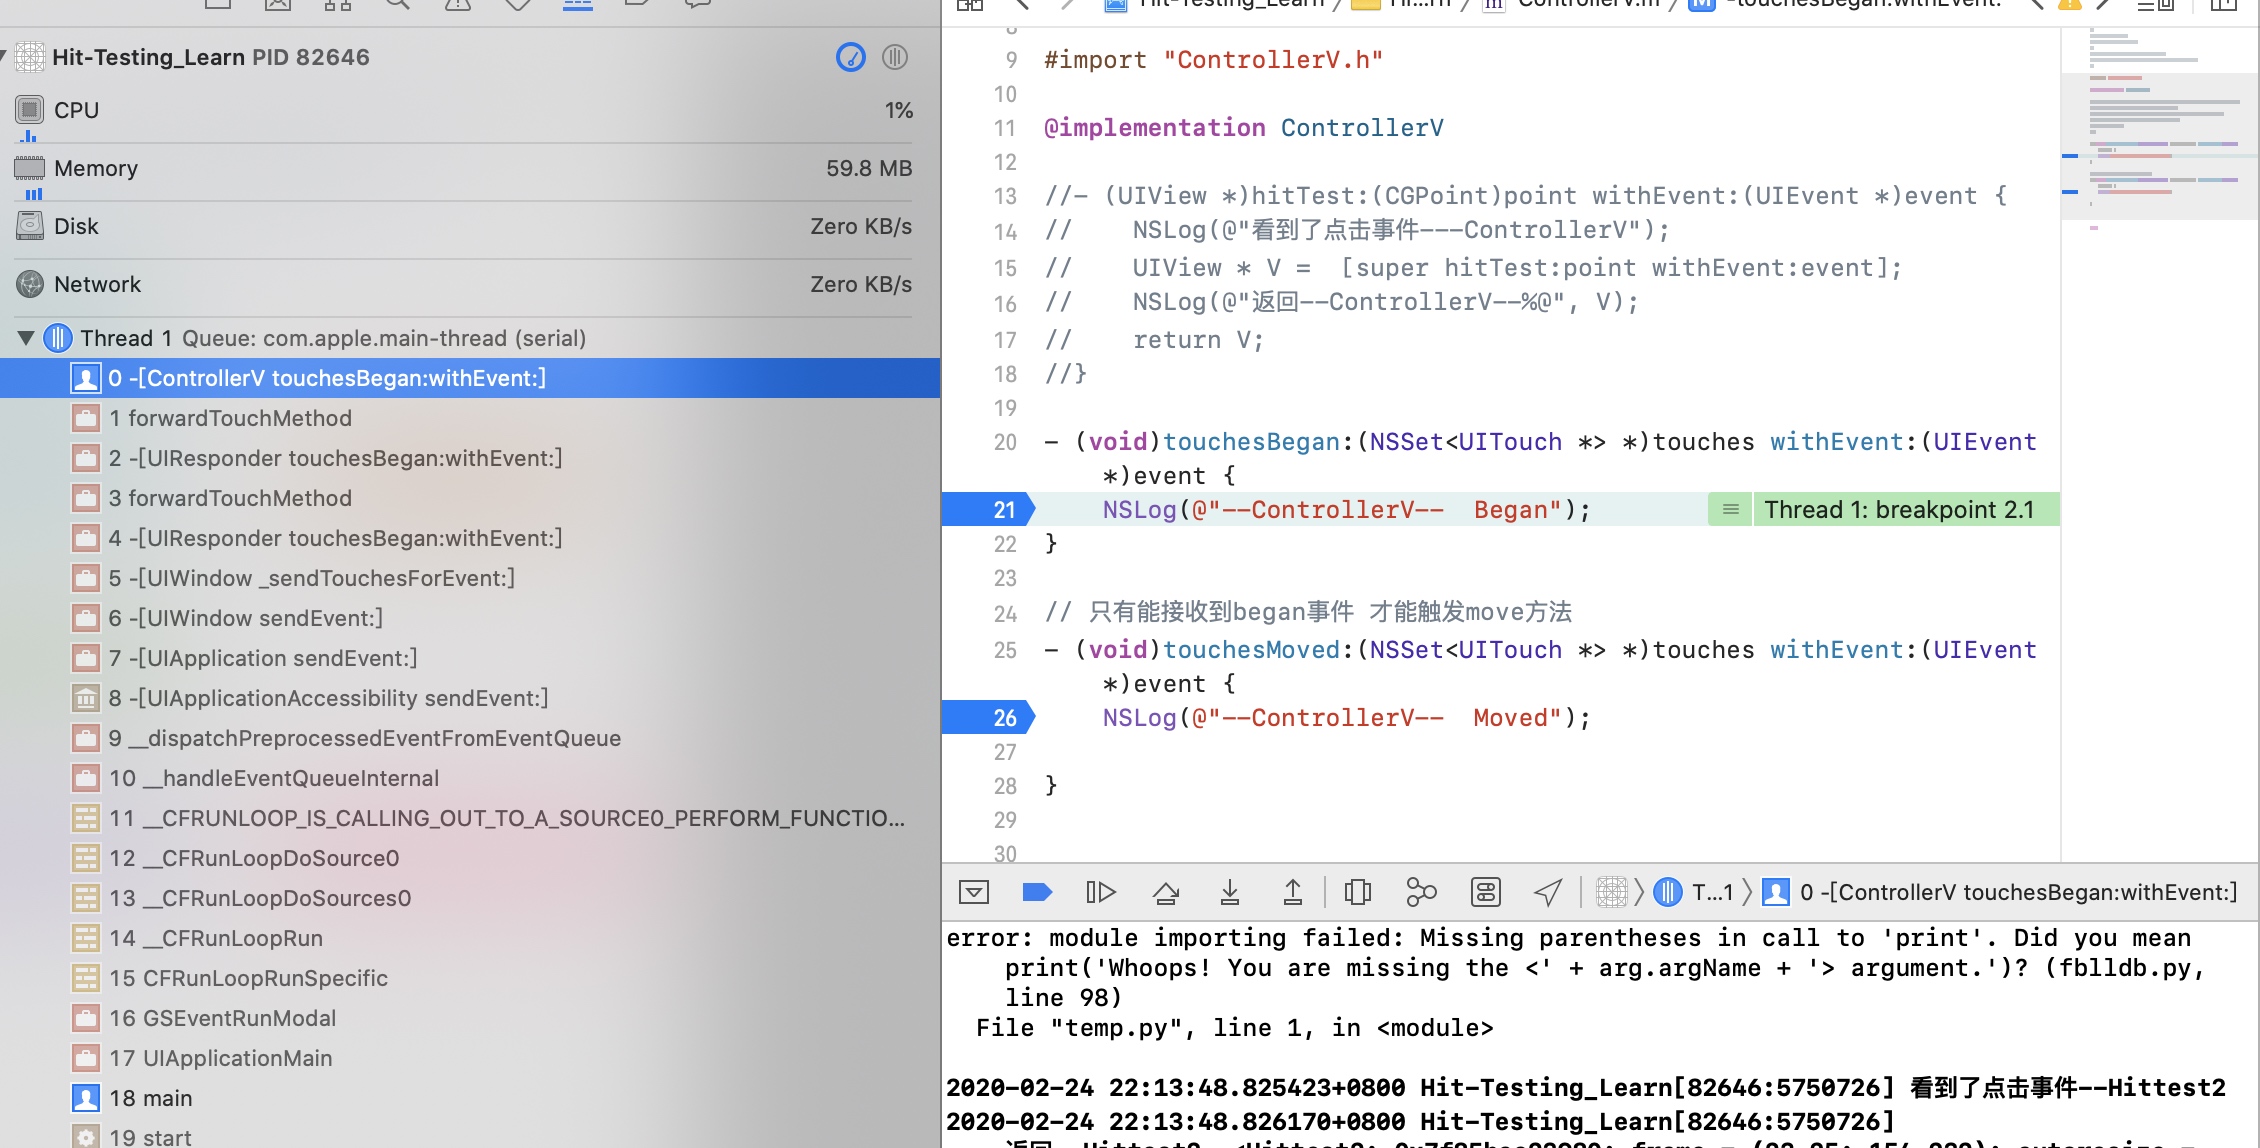 Hit-Testing_Learn PID 82646
CPU 1%
Memory 59.8 MB
Disk Zero KB/s
Network Zero KB/s
Thread 1 Queue: com.apple.main-thread (serial)
0 -[ControllerV touchesBegan:withEvent:]
1 forwardTouchMethod
2 -[UIResponder touchesBegan:withEvent:]
3 forwardTouchMethod
4 -[UIResponder touchesBegan:withEvent:]
5 -[UIWindow _sendTouchesForEvent:]
6 -[UIWindow sendEvent:]
7 -[UIApplication sendEvent:]
8 -[UIApplicationAccessibility sendEvent:]
9 __dispatchPreprocessedEventFromEventQueue
10 __handleEventQueueInternal
11 __CFRUNLOOP_IS_CALLING_OUT_TO_A_SOURCE0_PERFORM_FUNCTIO...
12 __CFRunLoopDoSource0
13 __CFRunLoopDoSources0
14 __CFRunLoopRun
15 CFRunLoopRunSpecific
16 GSEventRunModal
17 UIApplicationMain
18 main
19 start
Hit-Testing_Learn ControllerV.m -touchesBegan:withEvent:
8
9 #import "ControllerV.h"
10
11 @implementation ControllerV
12
13 //- (UIView *)hitTest:(CGPoint)point withEvent:(UIEvent *)event {
14 //    NSLog(@"看到了点击事件---ControllerV");
15 //    UIView * V =  [super hitTest:point withEvent:event];
16 //    NSLog(@"返回--ControllerV--%@", V);
17 //    return V;
18 //}
19
20 - (void)touchesBegan:(NSSet<UITouch *> *)touches withEvent:(UIEvent
*)event {
21 NSLog(@"--ControllerV--  Began"); Thread 1: breakpoint 2.1
22 }
23
24 // 只有能接收到began事件 才能触发move方法
25 - (void)touchesMoved:(NSSet<UITouch *> *)touches withEvent:(UIEvent
*)event {
26 NSLog(@"--ControllerV--  Moved");
27
28 }
29
30
T...1 0 -[ControllerV touchesBegan:withEvent:]
error: module importing failed: Missing parentheses in call to 'print'. Did you mean
print('Whoops! You are missing the <' + arg.argName + '> argument.')? (fblldb.py,
line 98)
File "temp.py", line 1, in <module>
2020-02-24 22:13:48.825423+0800 Hit-Testing_Learn[82646:5750726] 看到了点击事件--Hittest2
2020-02-24 22:13:48.826170+0800 Hit-Testing_Learn[82646:5750726]